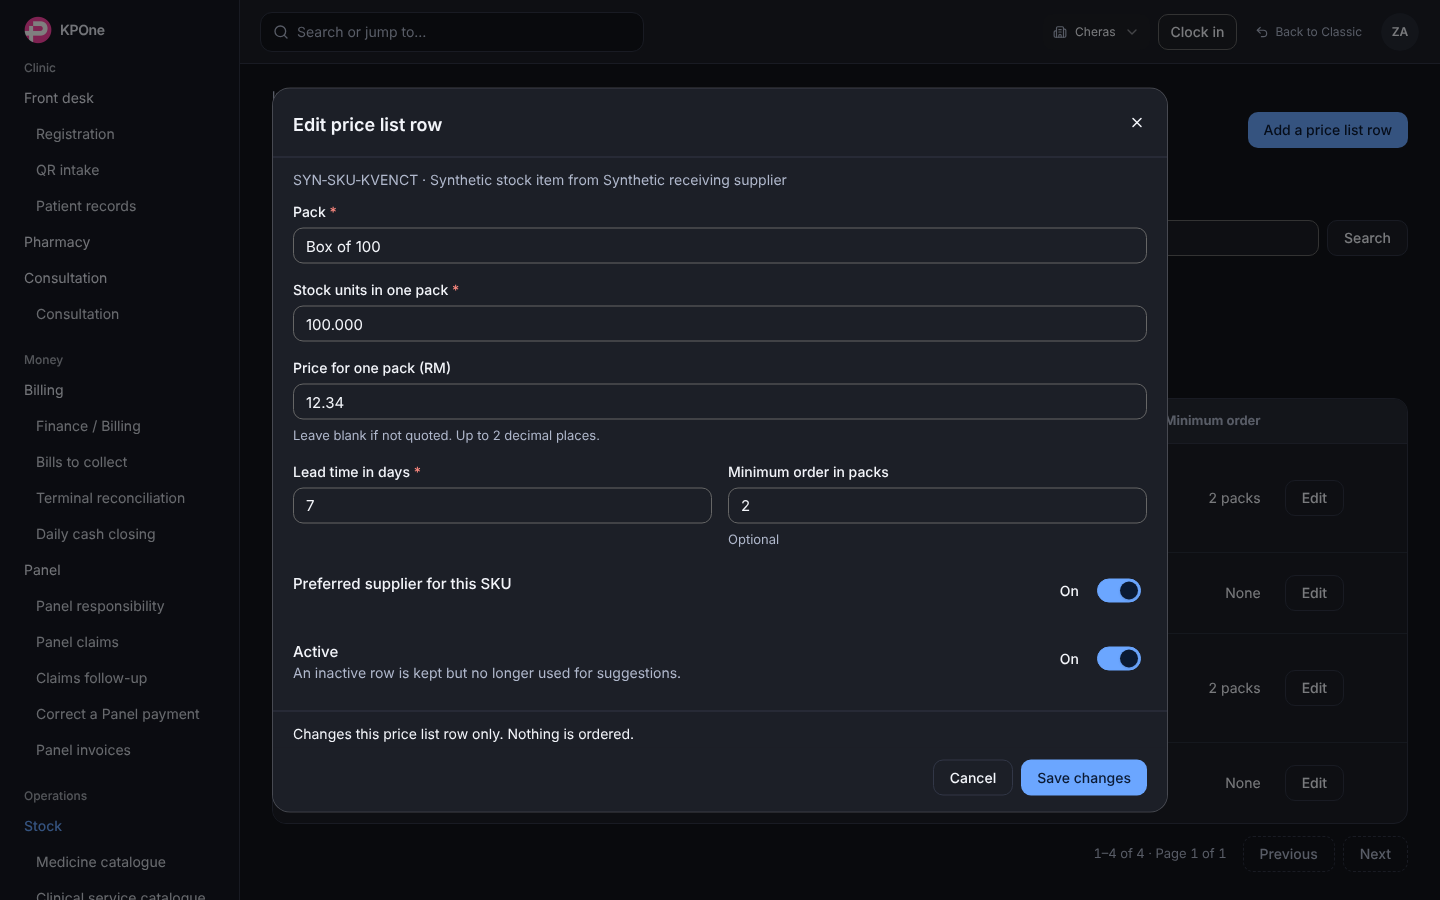 KPOne
Search or jump to...
Cheras
Clock in
Back to Classic
ZA
Clinic
Front desk
Registration
QR intake
Patient records
Pharmacy
Consultation
Consultation
Money
Billing
Finance / Billing
Bills to collect
Terminal reconciliation
Daily cash closing
Panel
Panel responsibility
Panel claims
Claims follow-up
Correct a Panel payment
Panel invoices
Operations
Stock
Medicine catalogue
Clinical service catalogue
Add a price list row
Search
Edit price list row
SYN-SKU-KVENCT · Synthetic stock item from Synthetic receiving supplier
Pack *
Box of 100
Stock units in one pack *
100.000
Price for one pack (RM)
12.34
Leave blank if not quoted. Up to 2 decimal places.
Lead time in days *
7
Minimum order in packs
2
Optional
Preferred supplier for this SKU
On
Active
On
An inactive row is kept but no longer used for suggestions.
Changes this price list row only. Nothing is ordered.
Cancel
Save changes
Minimum order
2 packs
Edit
None
Edit
2 packs
Edit
None
Edit
1–4 of 4 · Page 1 of 1
Previous
Next